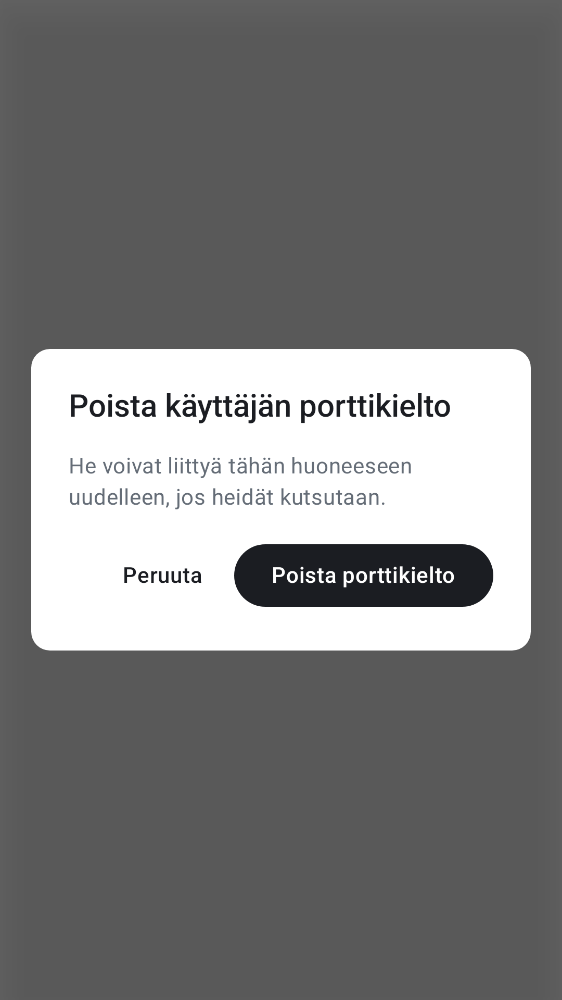 Poista käyttäjän porttikielto
He voivat liittyä tähän huoneeseen
uudelleen, jos heidät kutsutaan.
Peruuta
Poista porttikielto